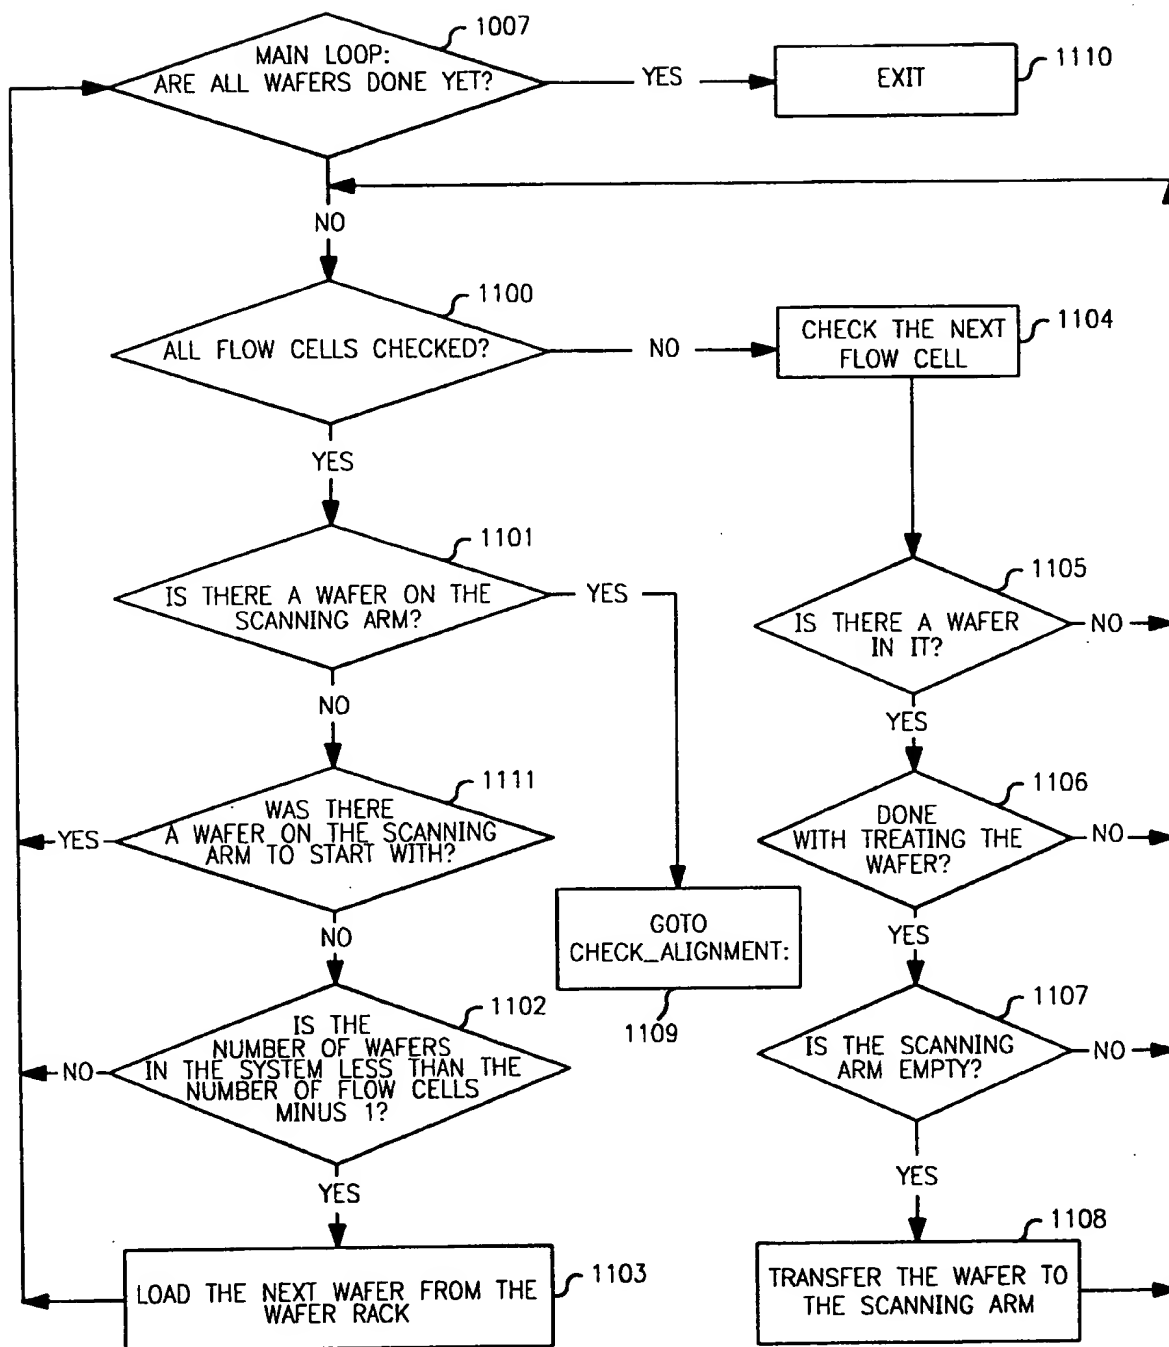 1007
MAIN LOOP:
ARE ALL WAFERS DONE YET?
YES
EXIT
1110
NO
1100
ALL FLOW CELLS CHECKED?
NO
CHECK THE NEXT
FLOW CELL
1104
YES
1101
IS THERE A WAFER ON THE
SCANNING ARM?
YES
1105
IS THERE A WAFER
IN IT?
NO
NO
YES
1111
WAS THERE
A WAFER ON THE SCANNING
ARM TO START WITH?
YES
1106
DONE
WITH TREATING THE
WAFER?
NO
NO
GOTO
CHECK_ALIGNMENT:
1109
YES
1102
IS THE
NUMBER OF WAFERS
IN THE SYSTEM LESS THAN THE
NUMBER OF FLOW CELLS
MINUS 1?
NO
1107
IS THE SCANNING
ARM EMPTY?
NO
YES
YES
1103
LOAD THE NEXT WAFER FROM THE
WAFER RACK
1108
TRANSFER THE WAFER TO
THE SCANNING ARM